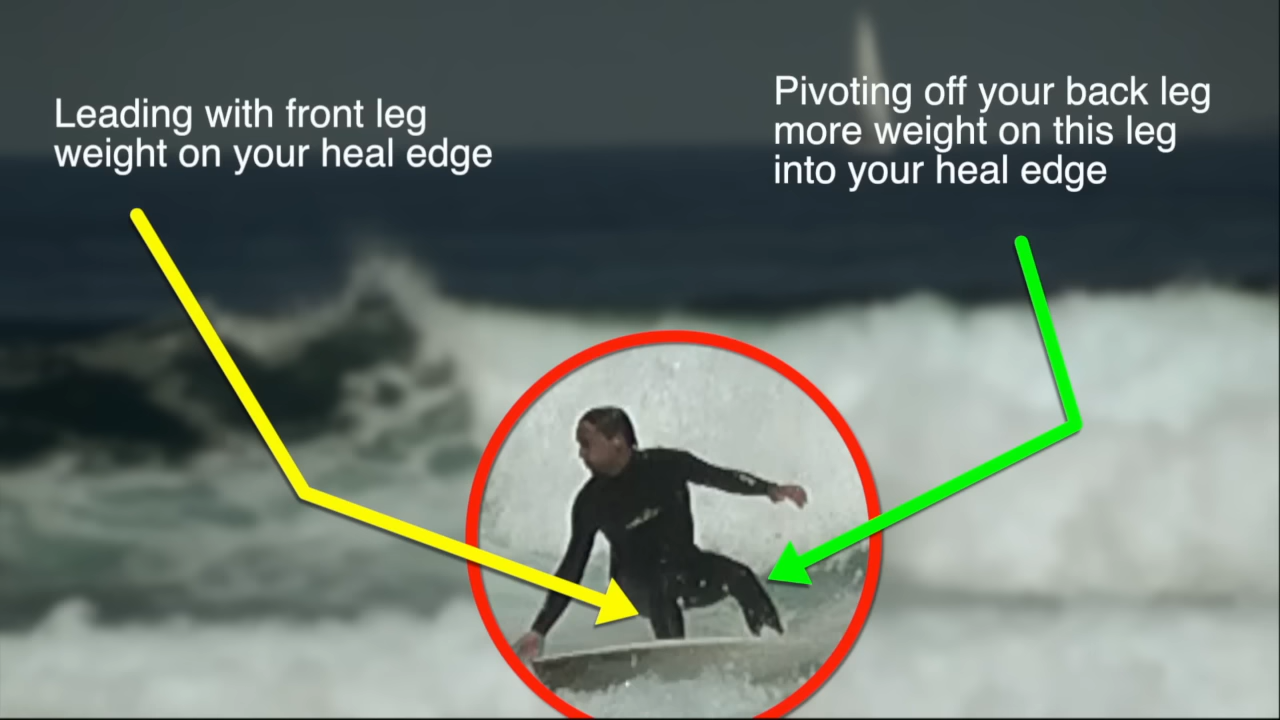 Leading with front leg
weight on your heal edge
Pivoting off your back leg
more weight on this leg
into your heal edge